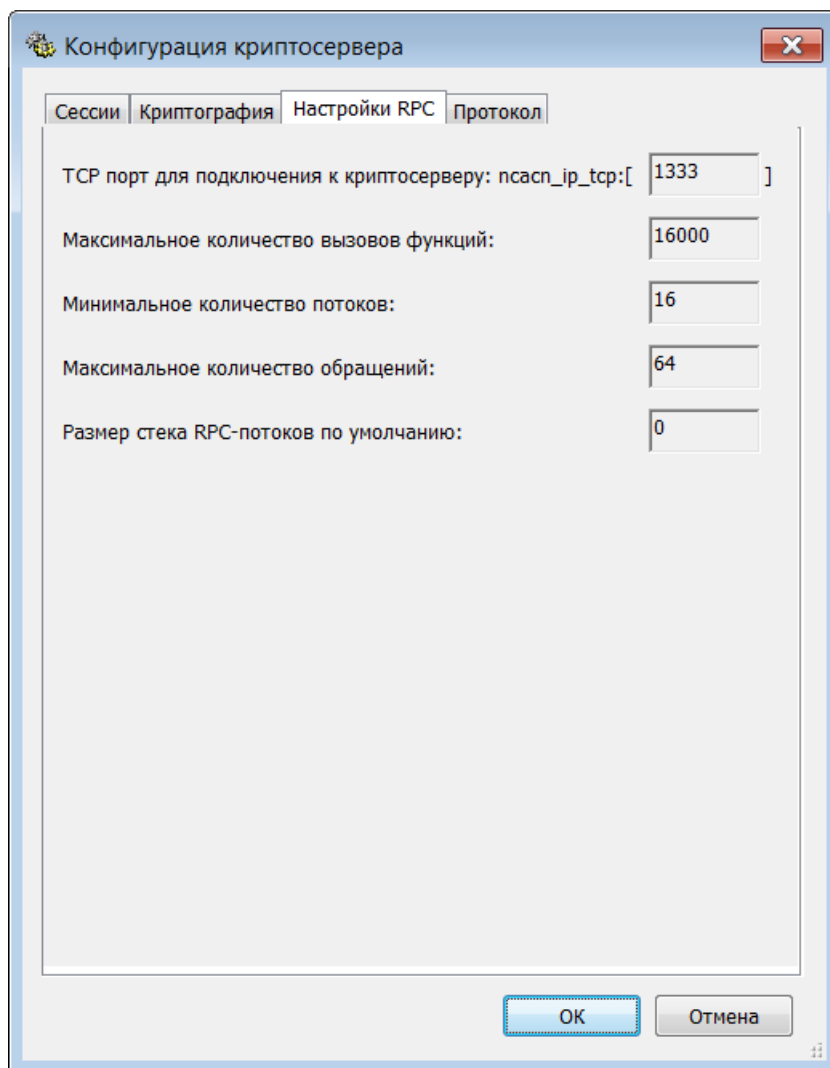 Конфигурация криптосервера
Сессии Криптография Настройки RPC Протокол
TCP порт для подключения к криптосерверу: ncacn_ip_tcp:[ 1333 ]
Максимальное количество вызовов функций: 16000
Минимальное количество потоков: 16
Максимальное количество обращений: 64
Размер стека RPC-потоков по умолчанию: 0
ОК Отмена